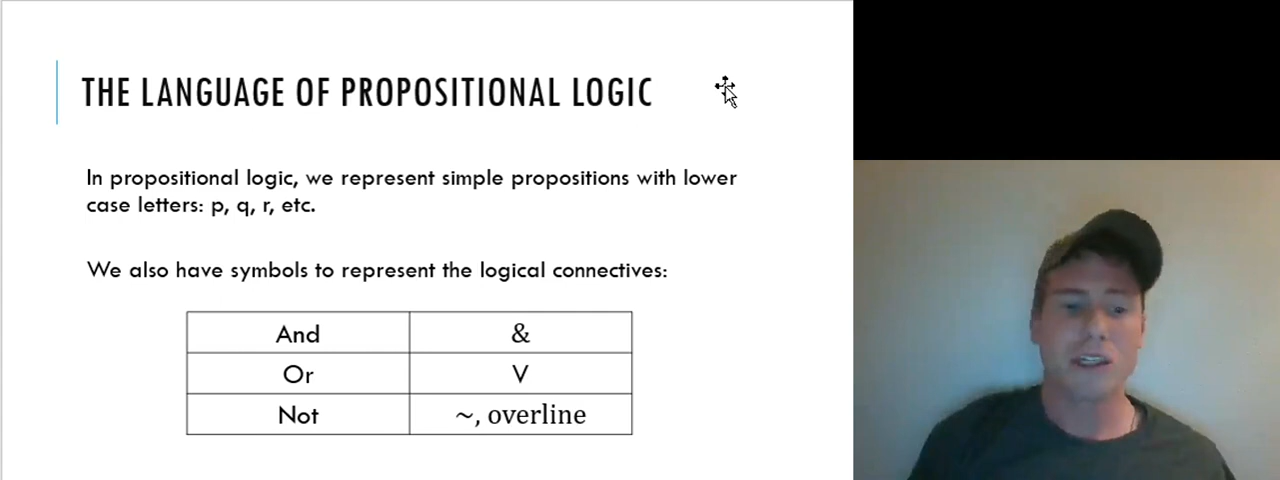 THE LANGUAGE OF PROPOSITIONAL LOGIC
In propositional logic, we represent simple propositions with lower
case letters: p, q, r, etc.
We also have symbols to represent the logical connectives:
And &
Or V
Not ~, overline